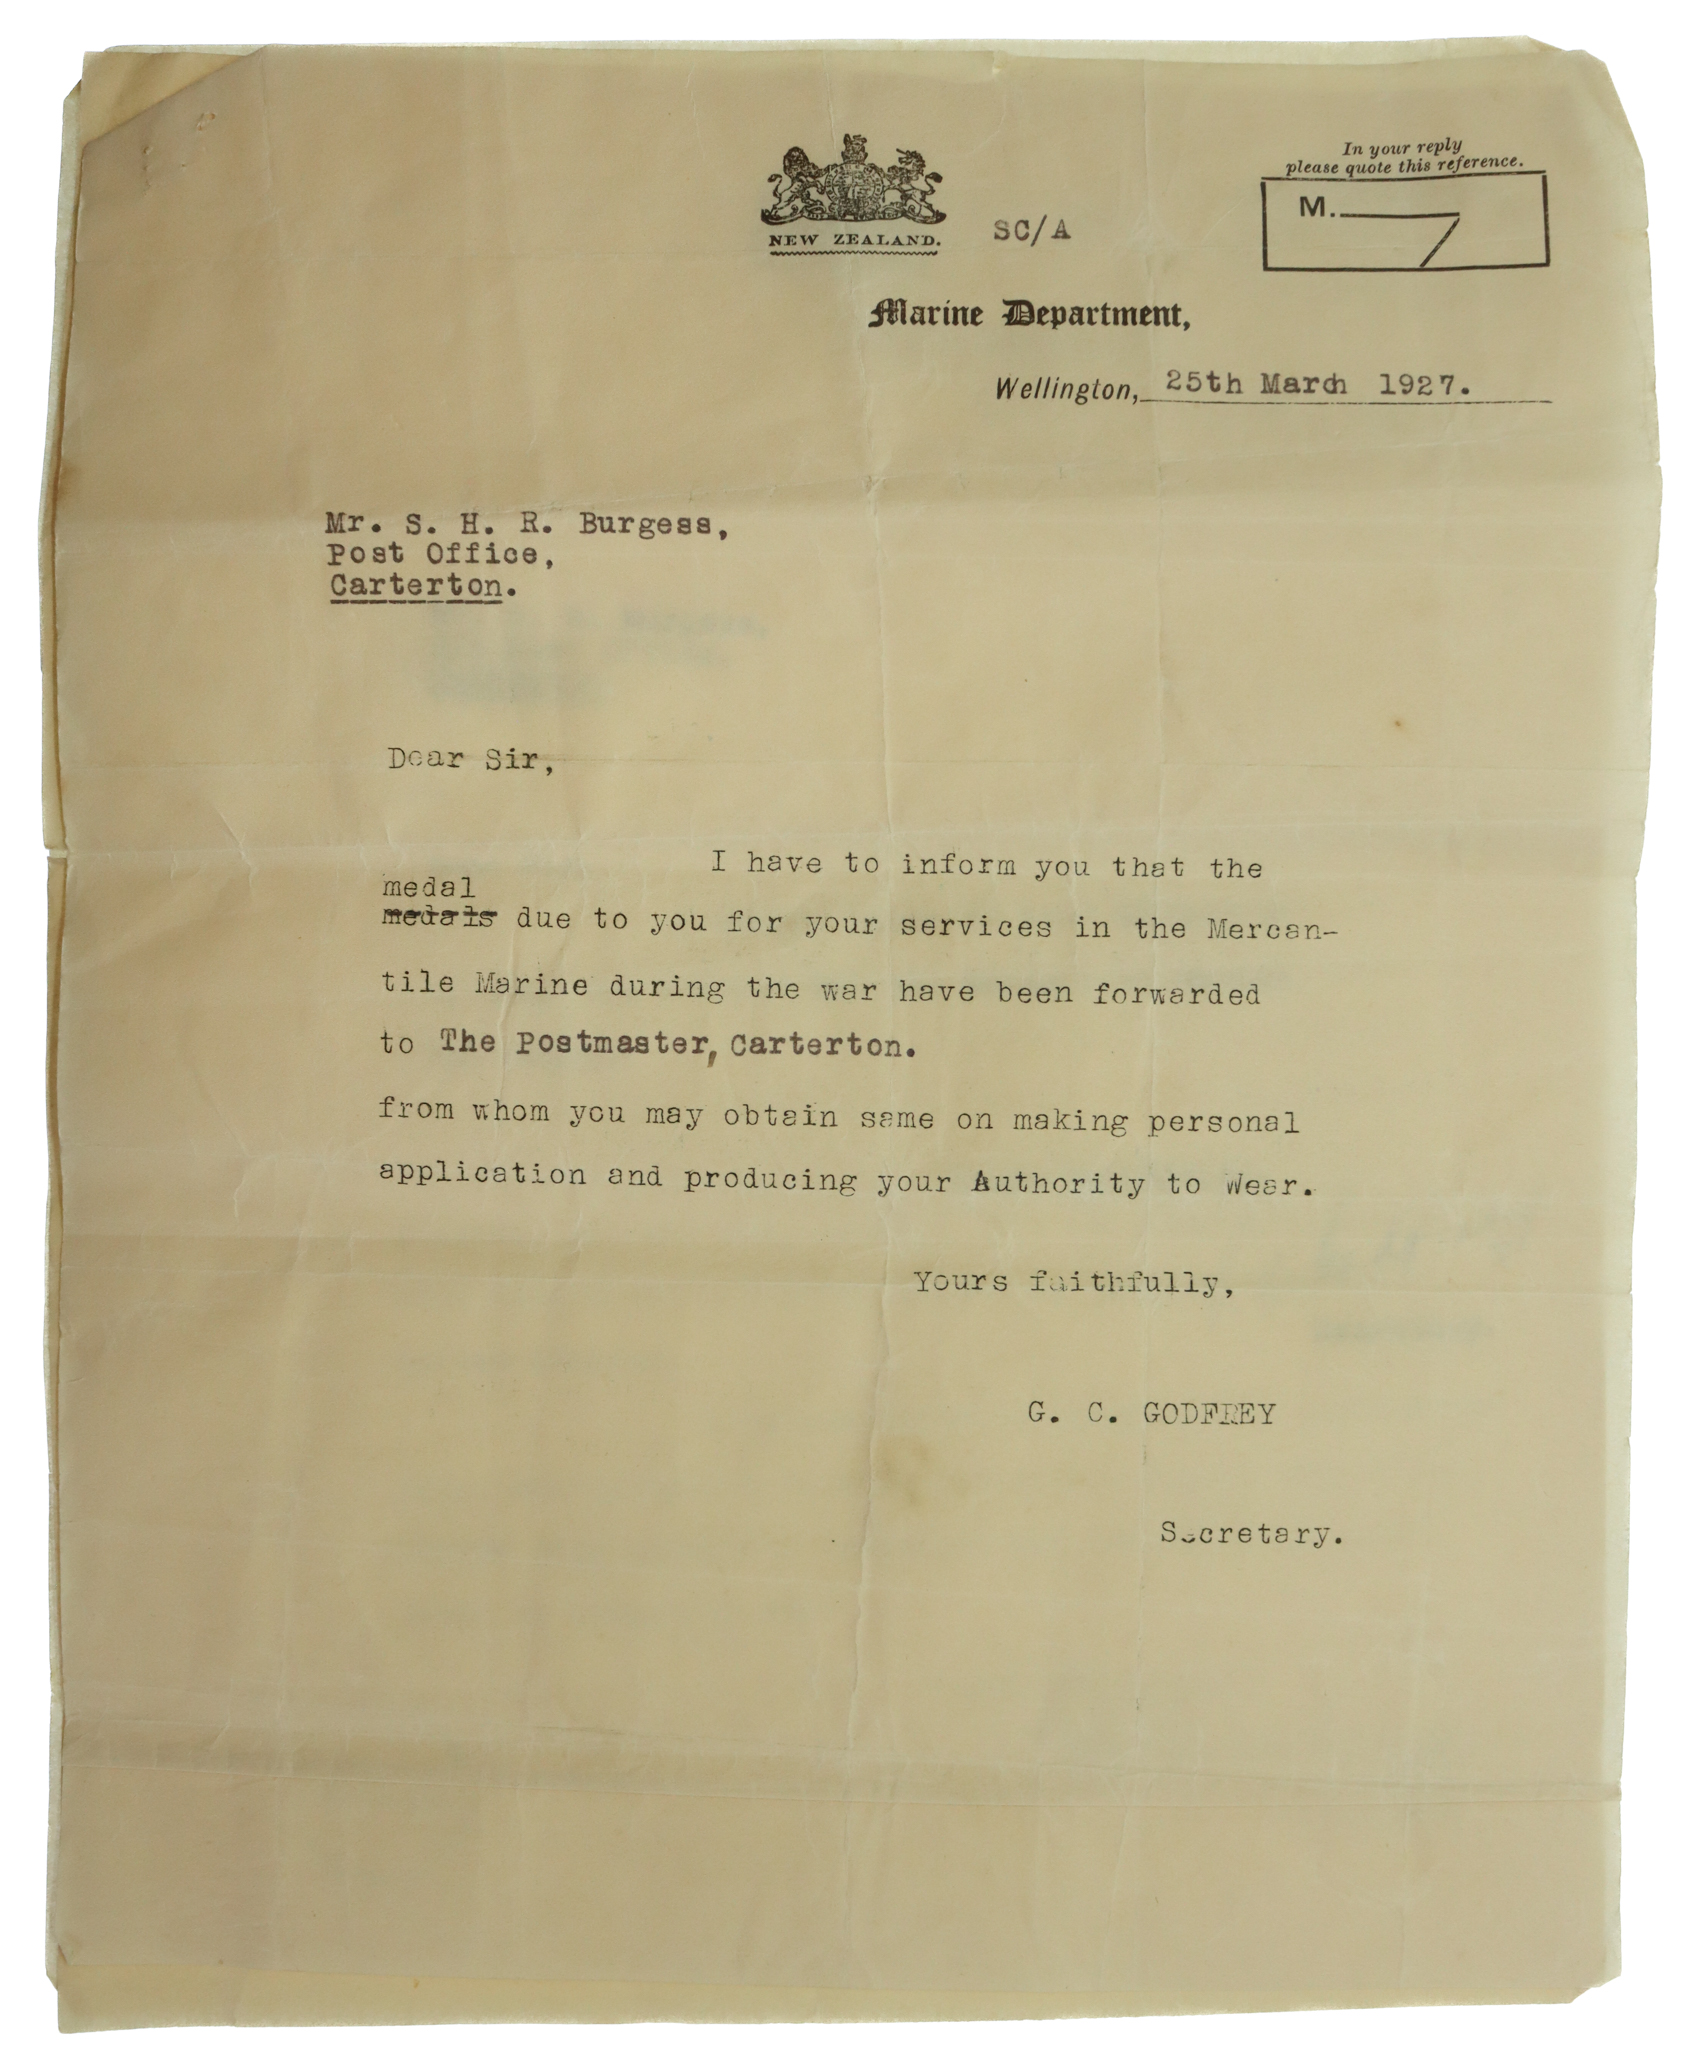 In your reply
please quote this reference.
M.
NEW ZEALAND.
SC/A
Marine Department,
Wellington, 25th March 1927.
Mr. S. H. R. Burgess,
Post Office,
Carterton.
Dear Sir,
I have to inform you that the
medal
medals due to you for your services in the Mercan-
tile Marine during the war have been forwarded
to The Postmaster, Carterton.
from whom you may obtain same on making personal
application and producing your Authority to Wear.
Yours faithfully,
G. C. GODFREY
Secretary.